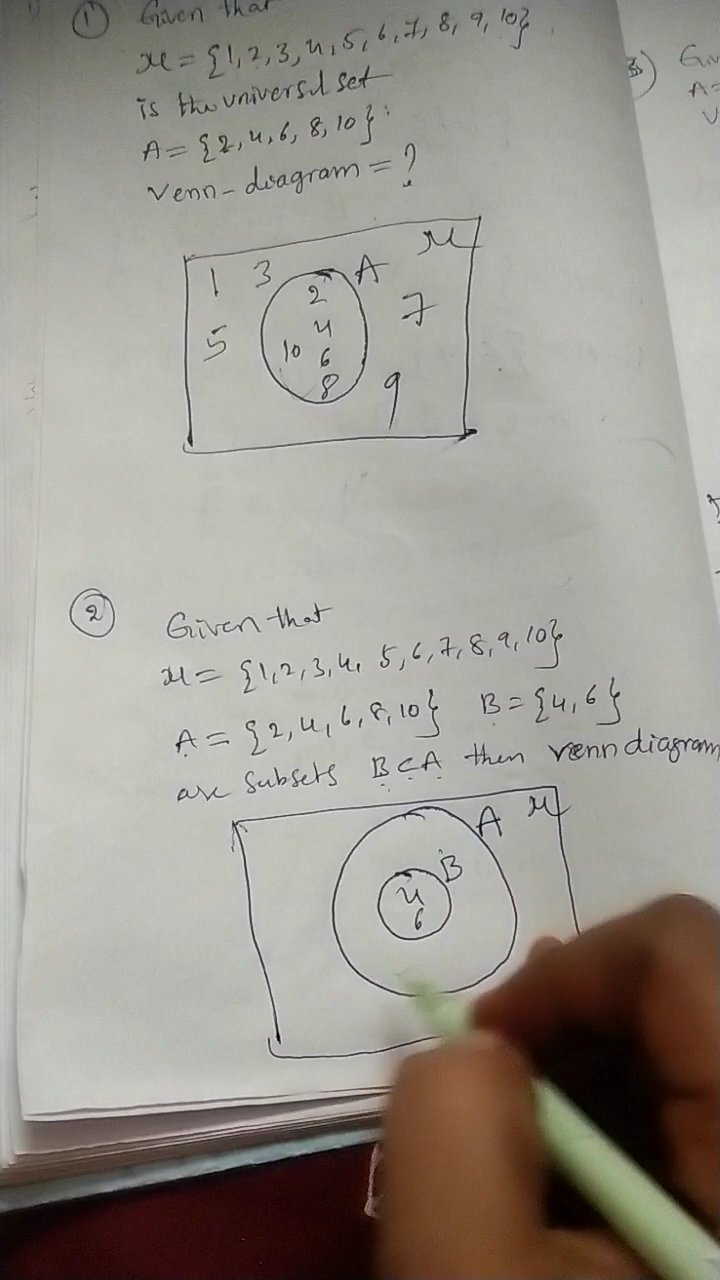 ① Given that
μ = {1, 2, 3, 4, 5, 6, 7, 8, 9, 10}
is the universal set
A = {2, 4, 6, 8, 10}
Venn-diagram = ?
μ
1 3 A
2
7
4
5
10 6
8
9
② Given that
μ = {1, 2, 3, 4, 5, 6, 7, 8, 9, 10}
A = {2, 4, 6, 8, 10} B = {4, 6}
are subsets B⊂A then venn diagram
A μ
B
4
6
3)
A=